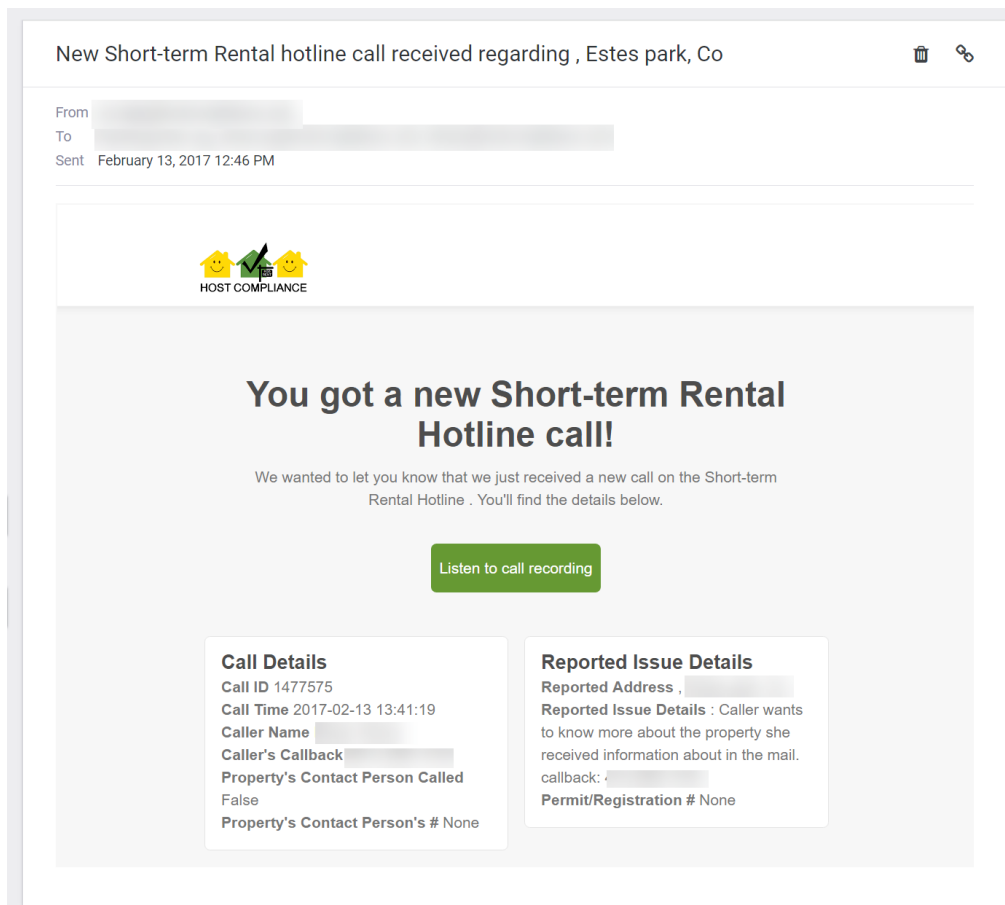 New Short-term Rental hotline call received regarding , Estes park, Co
From
To
Sent February 13, 2017 12:46 PM
HOST COMPLIANCE
You got a new Short-term Rental
Hotline call!
We wanted to let you know that we just received a new call on the Short-term
Rental Hotline . You'll find the details below.
Listen to call recording
Call Details
Call ID 1477575
Call Time 2017-02-13 13:41:19
Caller Name
Caller's Callback
Property's Contact Person Called
False
Property's Contact Person's # None
Reported Issue Details
Reported Address ,
Reported Issue Details : Caller wants
to know more about the property she
received information about in the mail.
callback:
Permit/Registration # None